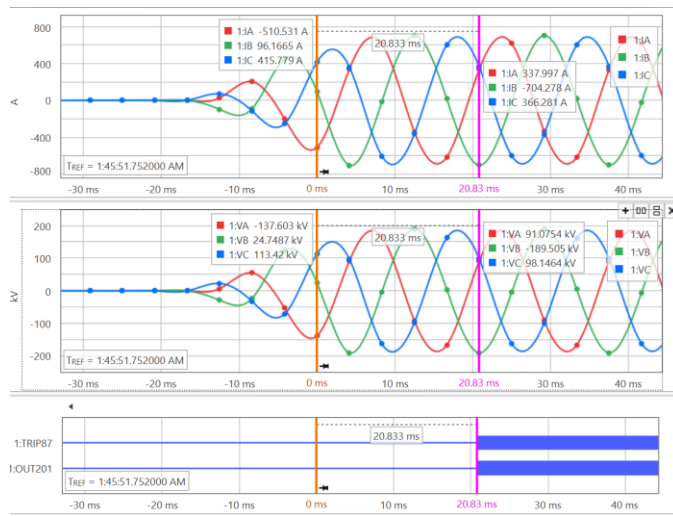 800
400
0
-400
-800
A
1:IA -510.531 A
1:IB 96.1665 A
1:IC 415.779 A
20.833 ms
1:IA 337.997 A
1:IB -704.278 A
1:IC 366.281 A
1:IA
1:IB
1:IC
TREF = 1:45:51.752000 AM
-30 ms -20 ms -10 ms 0 ms 10 ms 20.83 ms 30 ms 40 ms
200
100
0
-100
-200
kV
1:VA -137.603 kV
1:VB 24.7487 kV
1:VC 113.42 kV
20.833 ms
1:VA 91.0754 kV
1:VB -189.505 kV
1:VC 98.1464 kV
1:VA
1:VB
1:VC
TREF = 1:45:51.752000 AM
-30 ms -20 ms -10 ms 0 ms 10 ms 20.83 ms 30 ms 40 ms
20.833 ms
1:TRIP87
1:OUT201
TREF = 1:45:51.752000 AM
-30 ms -20 ms -10 ms 0 ms 10 ms 20.83 ms 30 ms 40 ms